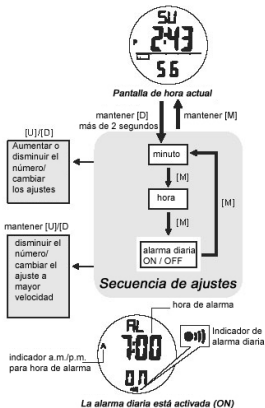 SU
P
2:43
56
Pantalla de hora actual
mantener [D]
más de 2 segundos
mantener [M]
[U]/[D]
Aumentar o
disminuir el
número/
cambiar
los ajustes
minuto
[M]
hora
[M]
[M]
mantener [U]/[D
disminuir el
número/
cambiar el
ajuste a
mayor
velocidad
alarma diaria
ON / OFF
Secuencia de ajustes
hora de alarma
AL
A
7:00
on
Indicador de
alarma diaria
indicador a.m./p.m.
para hora de alarma
La alarma diaria está activada (ON)